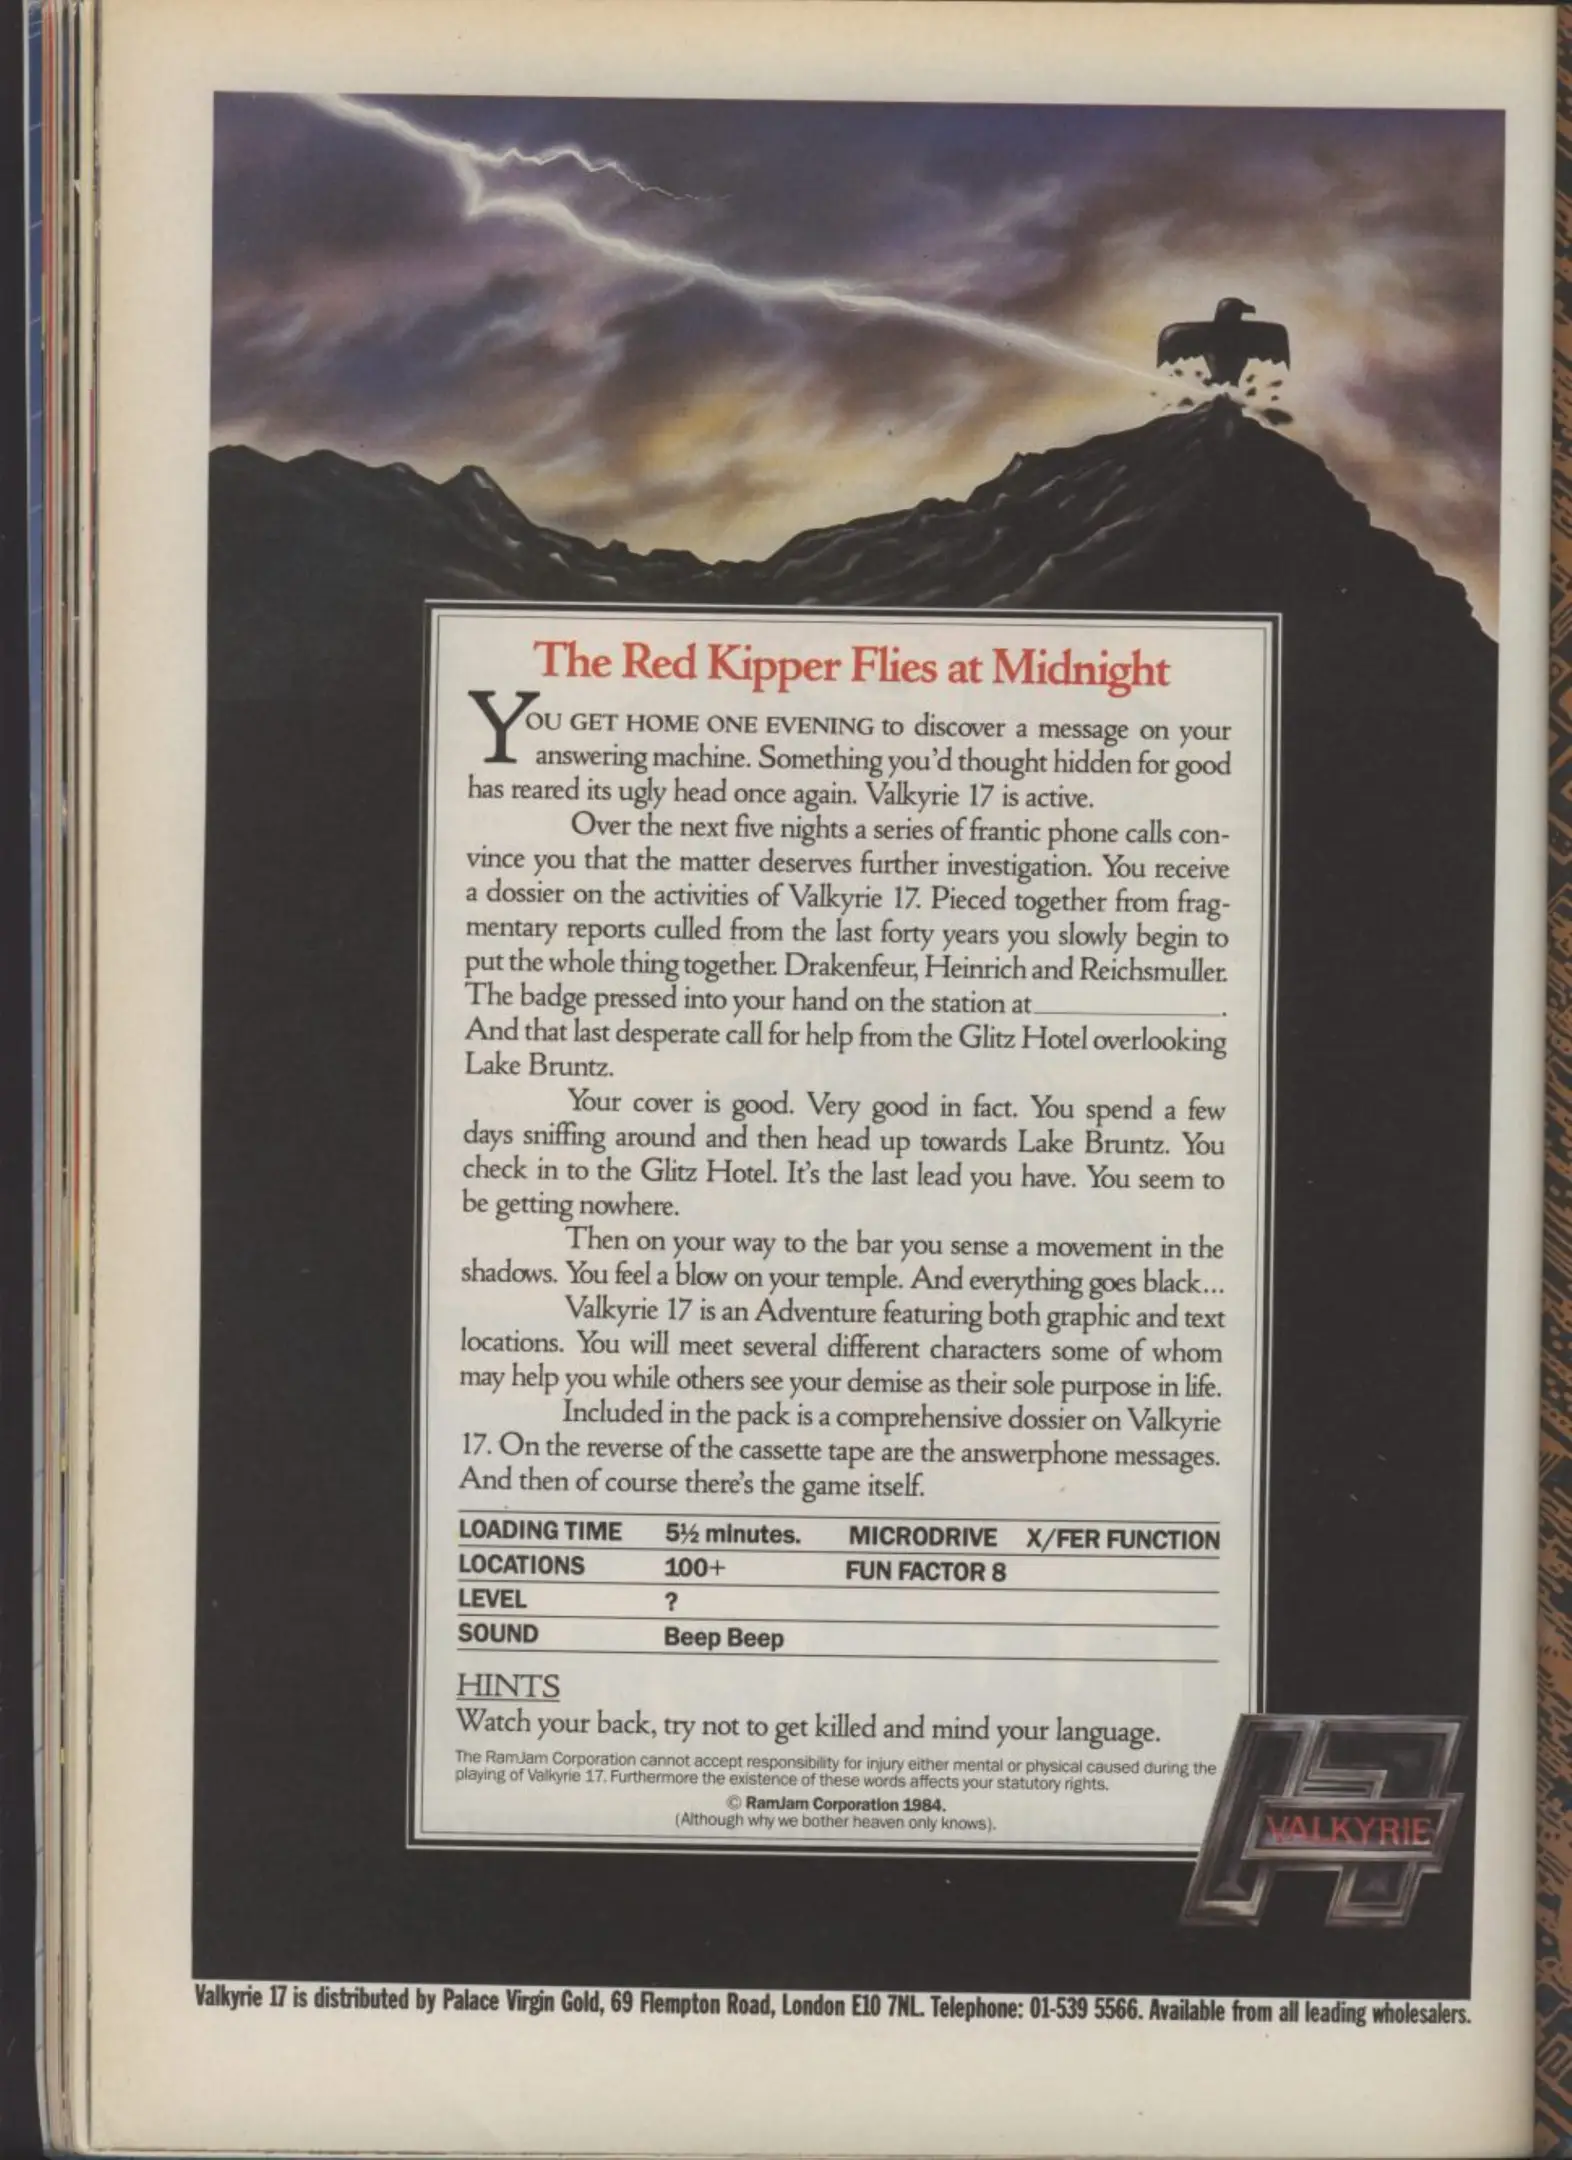 The Red Kipper Flies at Midnight
YOU GET HOME ONE EVENING to discover a message on your
answering machine. Something you'd thought hidden for good
has reared its ugly head once again. Valkyrie 17 is active.
Over the next five nights a series of frantic phone calls con-
vince you that the matter deserves further investigation. You receive
a dossier on the activities of Valkyrie 17. Pieced together from frag-
mentary reports culled from the last forty years you slowly begin to
put the whole thing together. Drakenfeur, Heinrich and Reichsmuller.
The badge pressed into your hand on the station at____________.
And that last desperate call for help from the Glitz Hotel overlooking
Lake Bruntz.
Your cover is good. Very good in fact. You spend a few
days sniffing around and then head up towards Lake Bruntz. You
check in to the Glitz Hotel. It's the last lead you have. You seem to
be getting nowhere.
Then on your way to the bar you sense a movement in the
shadows. You feel a blow on your temple. And everything goes black...
Valkyrie 17 is an Adventure featuring both graphic and text
locations. You will meet several different characters some of whom
may help you while others see your demise as their sole purpose in life.
Included in the pack is a comprehensive dossier on Valkyrie
17. On the reverse of the cassette tape are the answerphone messages.
And then of course there's the game itself.
LOADING TIME 5½ minutes. MICRODRIVE X/FER FUNCTION
LOCATIONS 100+ FUN FACTOR 8
LEVEL ?
SOUND Beep Beep
HINTS
Watch your back, try not to get killed and mind your language.
The RamJam Corporation cannot accept responsibility for injury either mental or physical caused during the
playing of Valkyrie 17. Furthermore the existence of these words affects your statutory rights.
© RamJam Corporation 1984.
(Although why we bother heaven only knows).
17
VALKYRIE
Valkyrie 17 is distributed by Palace Virgin Gold, 69 Flempton Road, London E10 7NL. Telephone: 01-539 5566. Available from all leading wholesalers.